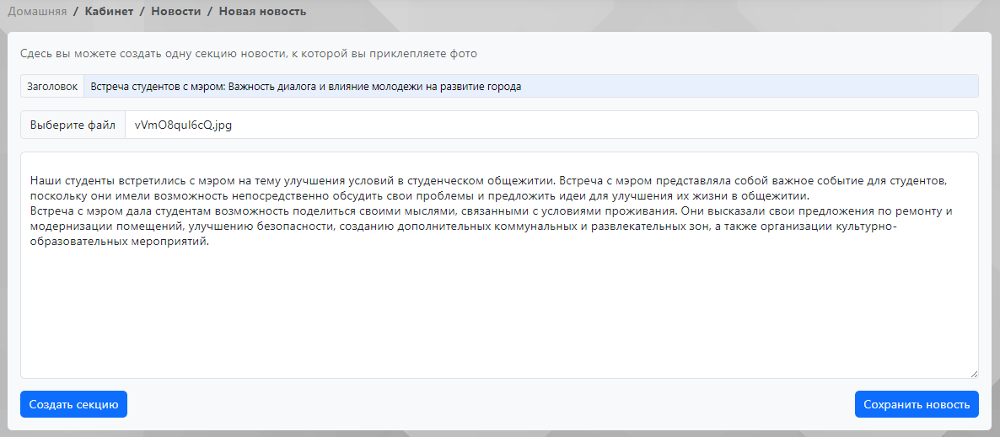 Домашняя / Кабинет / Новости / Новая новость
Сдесь вы можете создать одну секцию новости, к которой вы приклепляете фото
Заголовок Встреча студентов с мэром: Важность диалога и влияние молодежи на развитие города
Выберите файл vVmO8qul6cQ.jpg
Наши студенты встретились с мэром на тему улучшения условий в студенческом общежитии. Встреча с мэром представляла собой важное событие для студентов,
поскольку они имели возможность непосредственно обсудить свои проблемы и предложить идеи для улучшения их жизни в общежитии.
Встреча с мэром дала студентам возможность поделиться своими мыслями, связанными с условиями проживания. Они высказали свои предложения по ремонту и
модернизации помещений, улучшению безопасности, созданию дополнительных коммунальных и развлекательных зон, а также организации культурно-
образовательных мероприятий.
Создать секцию Сохранить новость